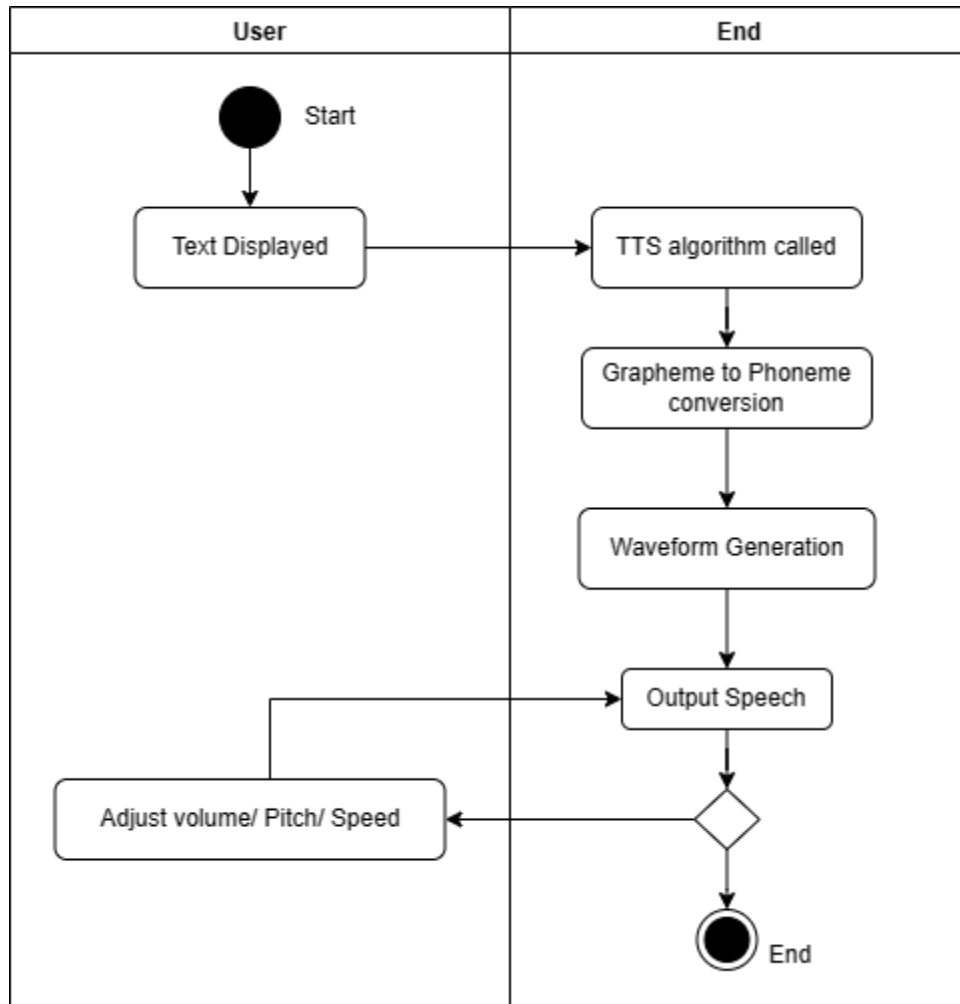 User
End
Start
Text Displayed
TTS algorithm called
Grapheme to Phoneme
conversion
Waveform Generation
Output Speech
Adjust volume/ Pitch/ Speed
End